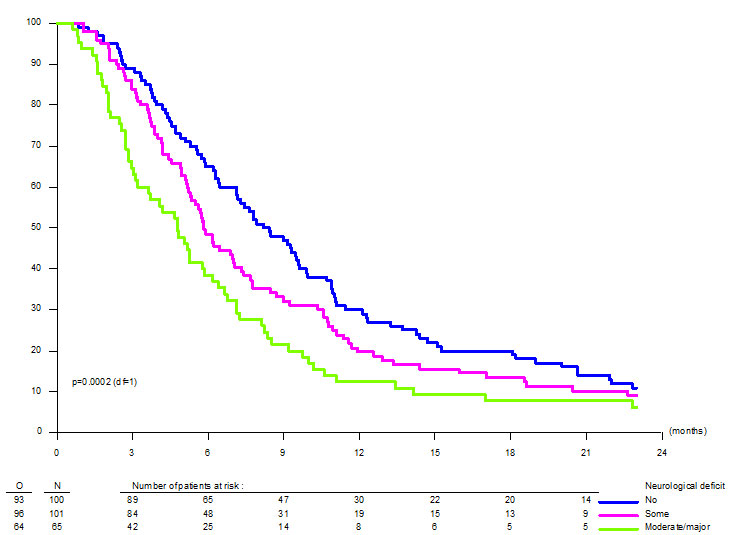 100
90
80
70
60
50
40
30
20
10
0
p=0.0002 (df=1)
0 3 6 9 12 15 18 21 24
(months)
O N Number of patients at risk : Neurological deficit
93 100 89 65 47 30 22 20 14 No
96 101 84 48 31 19 15 13 9 Some
64 65 42 25 14 8 6 5 5 Moderate/major